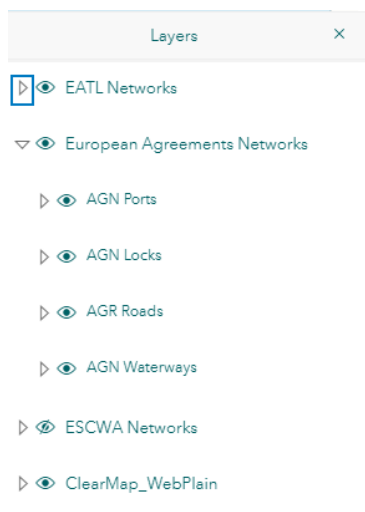 Layers
EATL Networks
European Agreements Networks
AGN Ports
AGN Locks
AGR Roads
AGN Waterways
ESCWA Networks
ClearMap_WebPlain